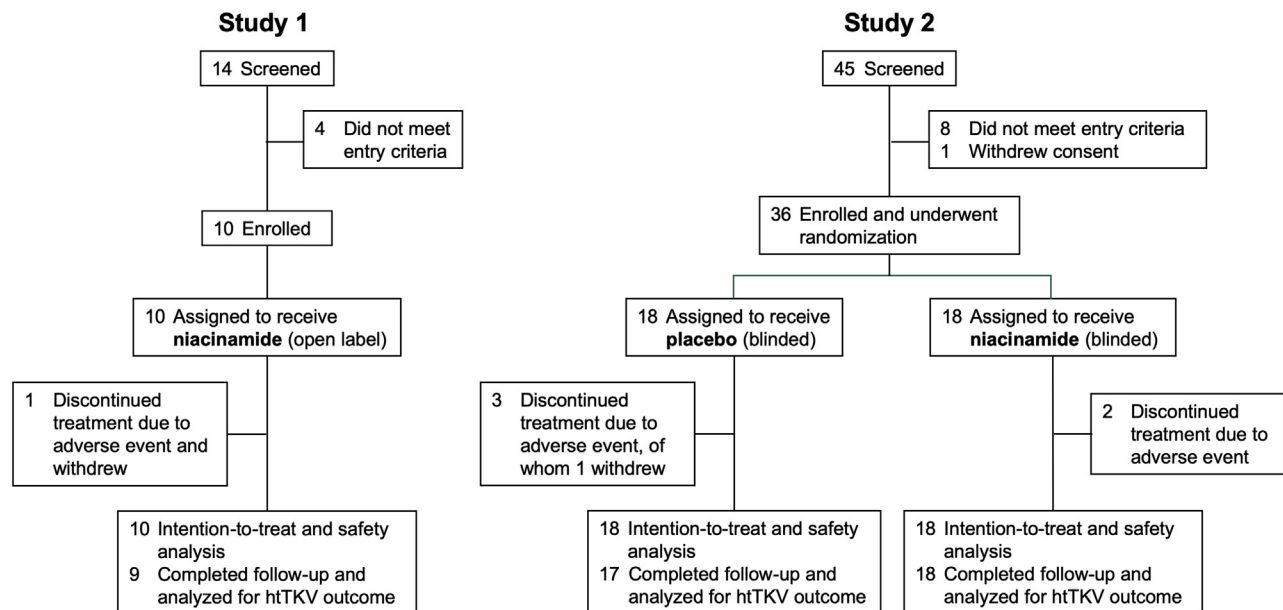 Study 1
14 Screened
4 Did not meet
entry criteria
10 Enrolled
10 Assigned to receive
niacinamide (open label)
1 Discontinued
treatment due to
adverse event and
withdrew
10 Intention-to-treat and safety
analysis
9 Completed follow-up and
analyzed for htTKV outcome
Study 2
45 Screened
8 Did not meet entry criteria
1 Withdrew consent
36 Enrolled and underwent
randomization
18 Assigned to receive
placebo (blinded)
3 Discontinued
treatment due to
adverse event, of
whom 1 withdrew
18 Intention-to-treat and safety
analysis
17 Completed follow-up and
analyzed for htTKV outcome
18 Assigned to receive
niacinamide (blinded)
2 Discontinued
treatment due to
adverse event
18 Intention-to-treat and safety
analysis
18 Completed follow-up and
analyzed for htTKV outcome